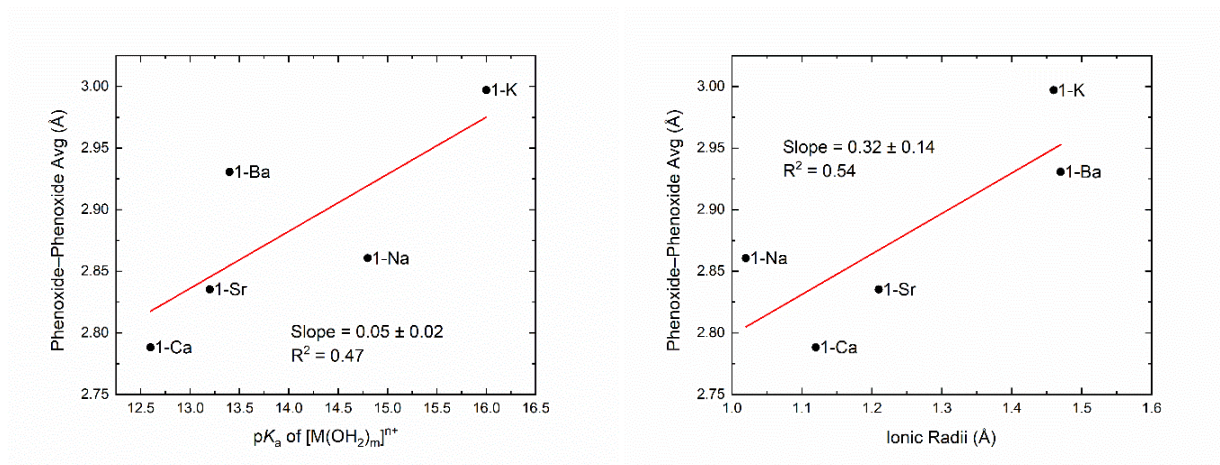 3.00
2.95
2.90
2.85
2.80
2.75
Phenoxide–Phenoxide Avg (Å)
1-K
1-Ba
1-Na
1-Sr
1-Ca
Slope = 0.05 ± 0.02
R² = 0.47
12.5 13.0 13.5 14.0 14.5 15.0 15.5 16.0 16.5
pKₐ of [M(OH₂)ₘ]ⁿ⁺
3.00
2.95
2.90
2.85
2.80
2.75
Phenoxide–Phenoxide Avg (Å)
1-K
Slope = 0.32 ± 0.14
R² = 0.54
1-Ba
1-Na
1-Sr
1-Ca
1.0 1.1 1.2 1.3 1.4 1.5 1.6
Ionic Radii (Å)